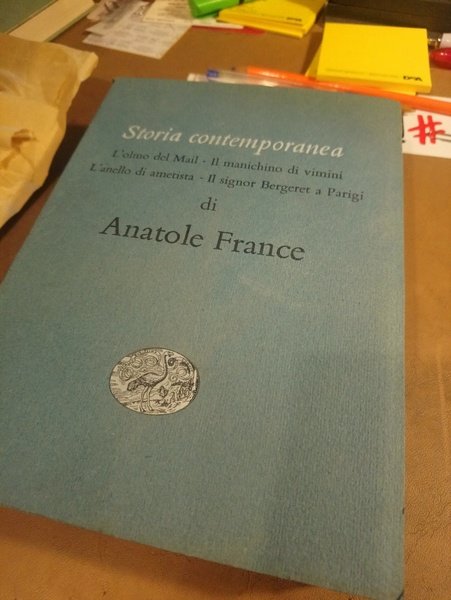 Storia contemporanea
L'olmo del Mail - Il manichino di vimini
L'anello di ametista - Il signor Bergeret a Parigi
di
Anatole France
#